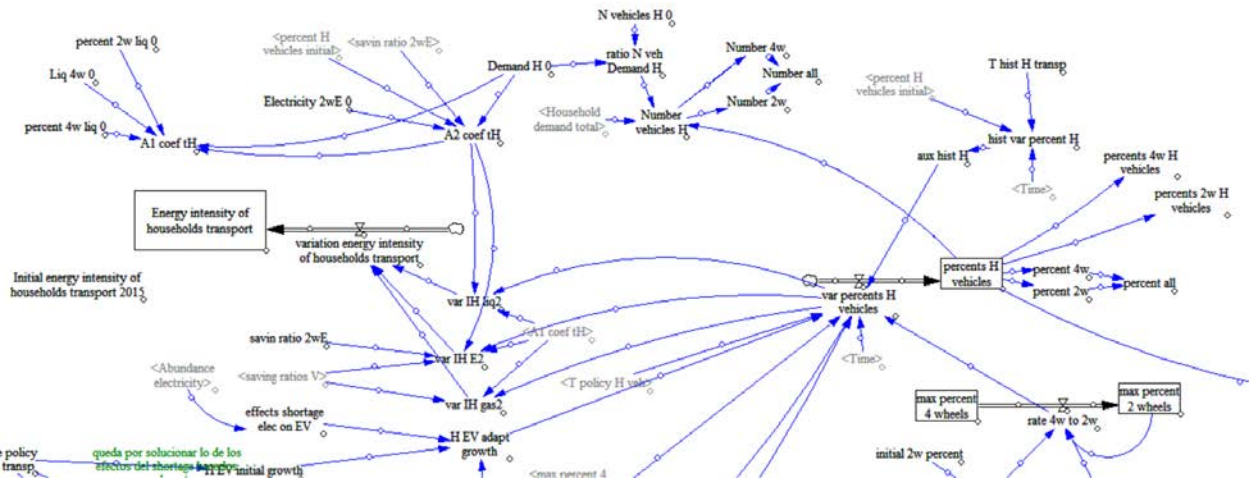 N vehicles H 0
percent 2w liq 0
<percent H
vehicles initial>
<savin ratio 2wE>
Number 4w
ratio N veh
Demand H
Demand H 0
T hist H transp
Liq 4w 0
Number all
<percent H
vehicles initial>
Electricity 2wE 0
Number 2w
<Household
demand total>
Number
vehicles H
percent 4w liq 0
A1 coef tH
A2 coef tH
hist var percent H
aux hist H
percents 4w H
vehicles
<Time>
percents 2w H
vehicles
Energy intensity of
households transport
variation energy intensity
of households transport
percents H
vehicles
percent 4w
percent all
percent 2w
Initial energy intensity of
households transport 2015
var IH liq2
var percents H
vehicles
<A1 coef tH>
savin ratio 2wE
var IH E2
<Time>
<Abundance
electricity>
<saving ratios V>
<T policy H veh>
var IH gas2
max percent
4 wheels
max percent
2 wheels
effects shortage
elec on EV
rate 4w to 2w
H EV adapt
growth
policy
transp
queda por solucionar lo de los
efectos del shortage
H EV initial growth
initial 2w percent
<max percent 4